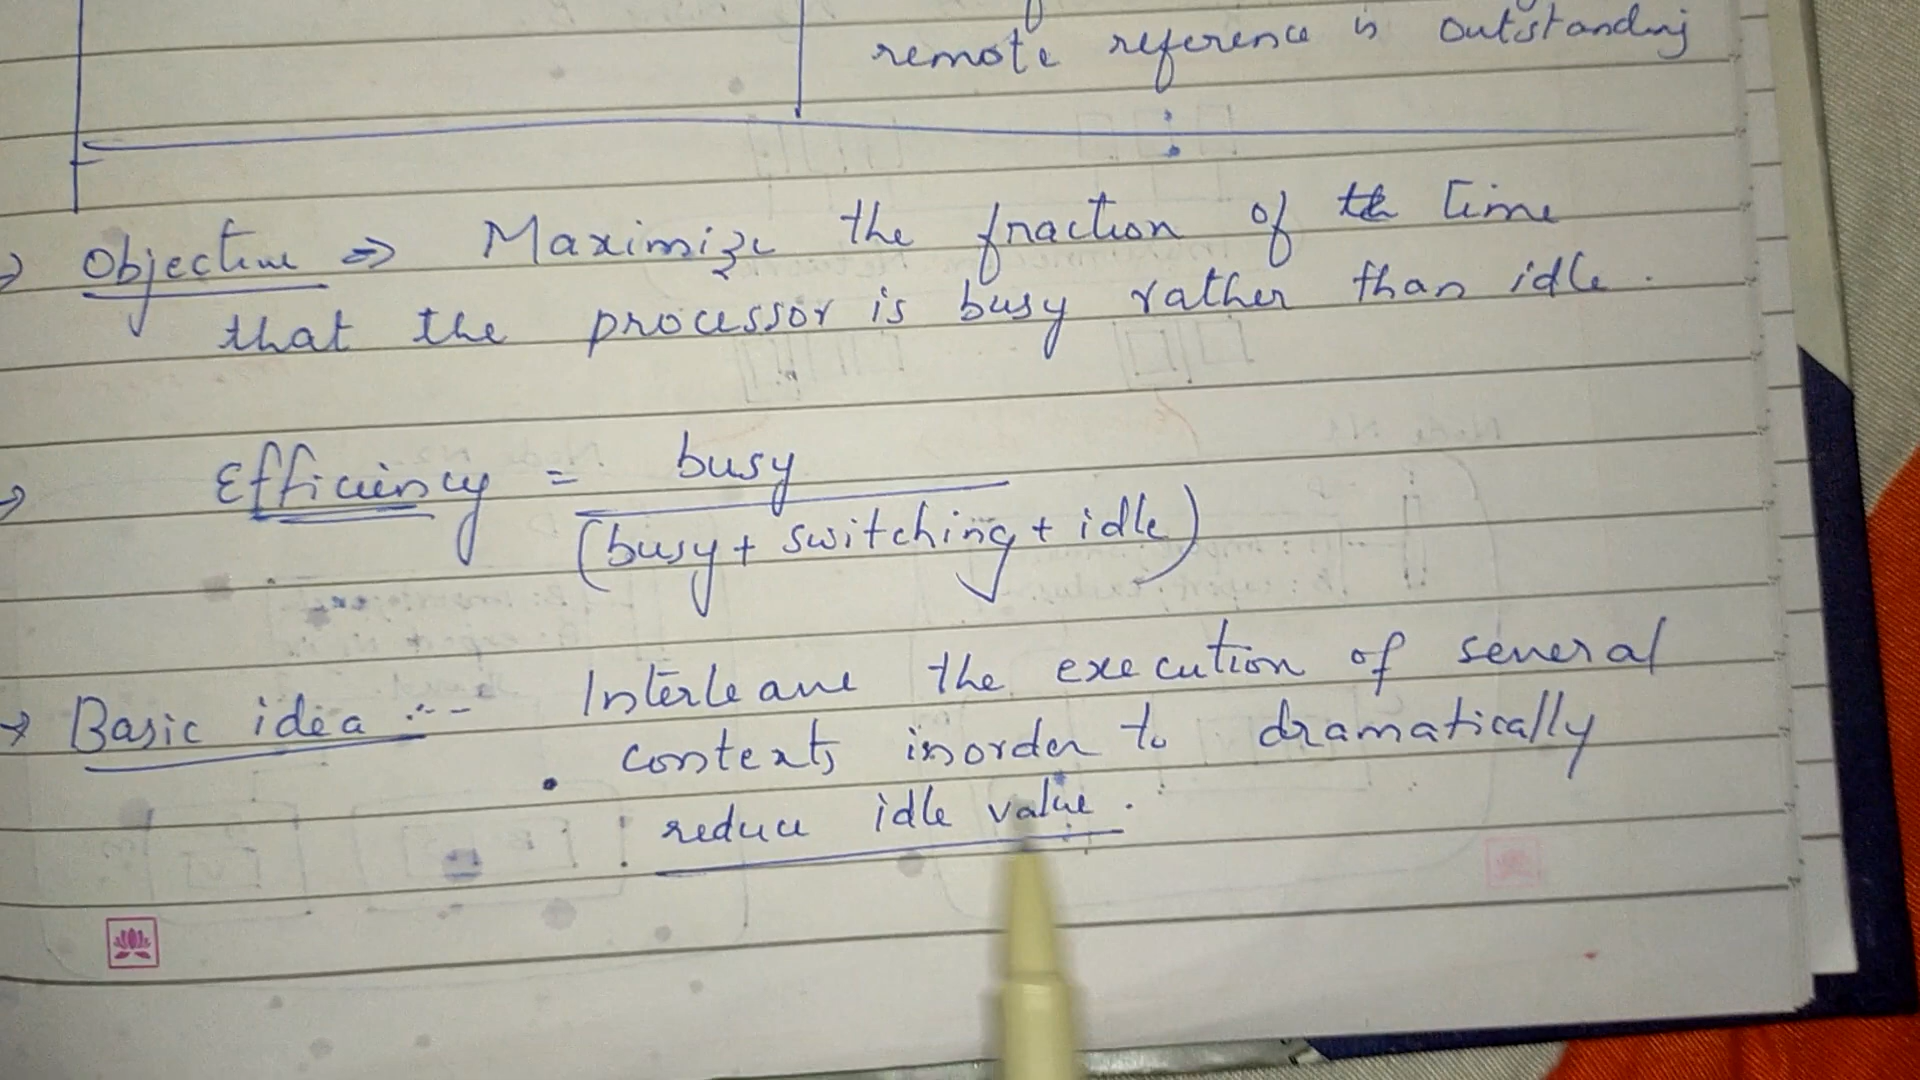 remote reference is outstanding
Objective ⇒ Maximize the fraction of the time
that the processor is busy rather than idle.
Efficiency = busy
(busy + switching + idle)
→ Basic idea :- Interleave the execution of several
contexts inorder to dramatically
reduce idle value.